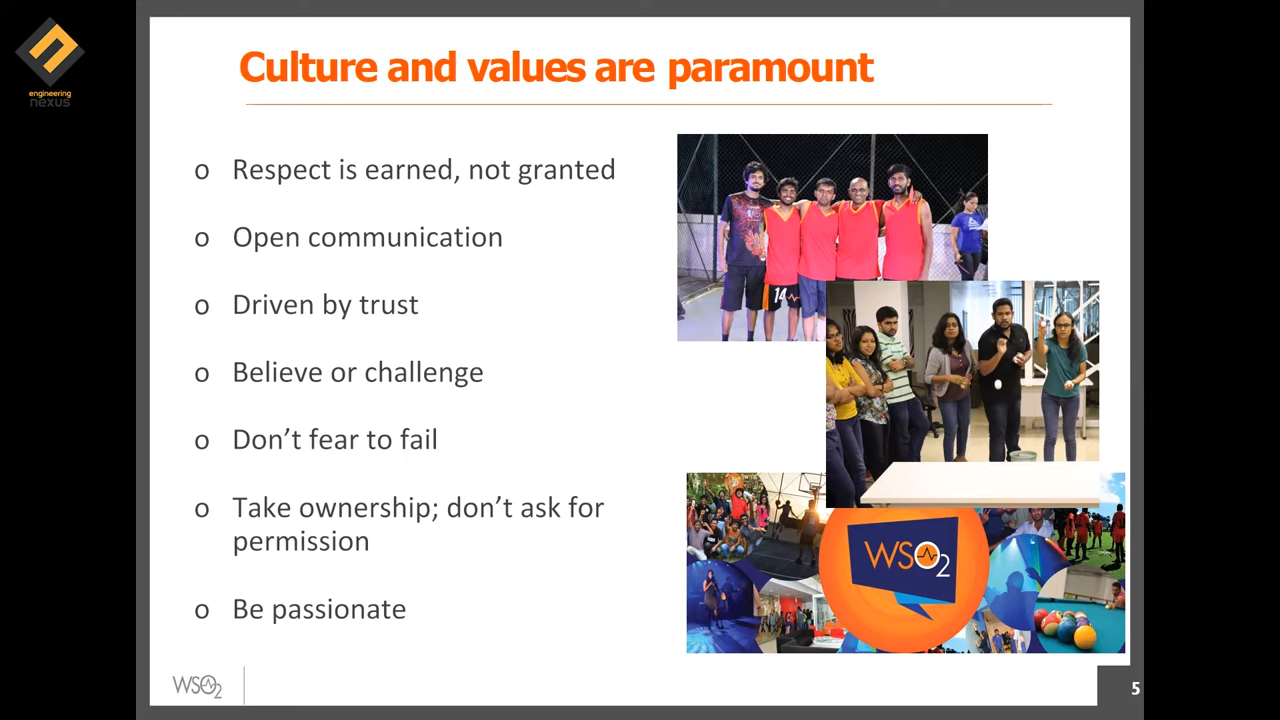 engineering
nexus
Culture and values are paramount
o Respect is earned, not granted
o Open communication
o Driven by trust
o Believe or challenge
o Don’t fear to fail
o Take ownership; don’t ask for
permission
o Be passionate
14
WSO2
WSO2
5